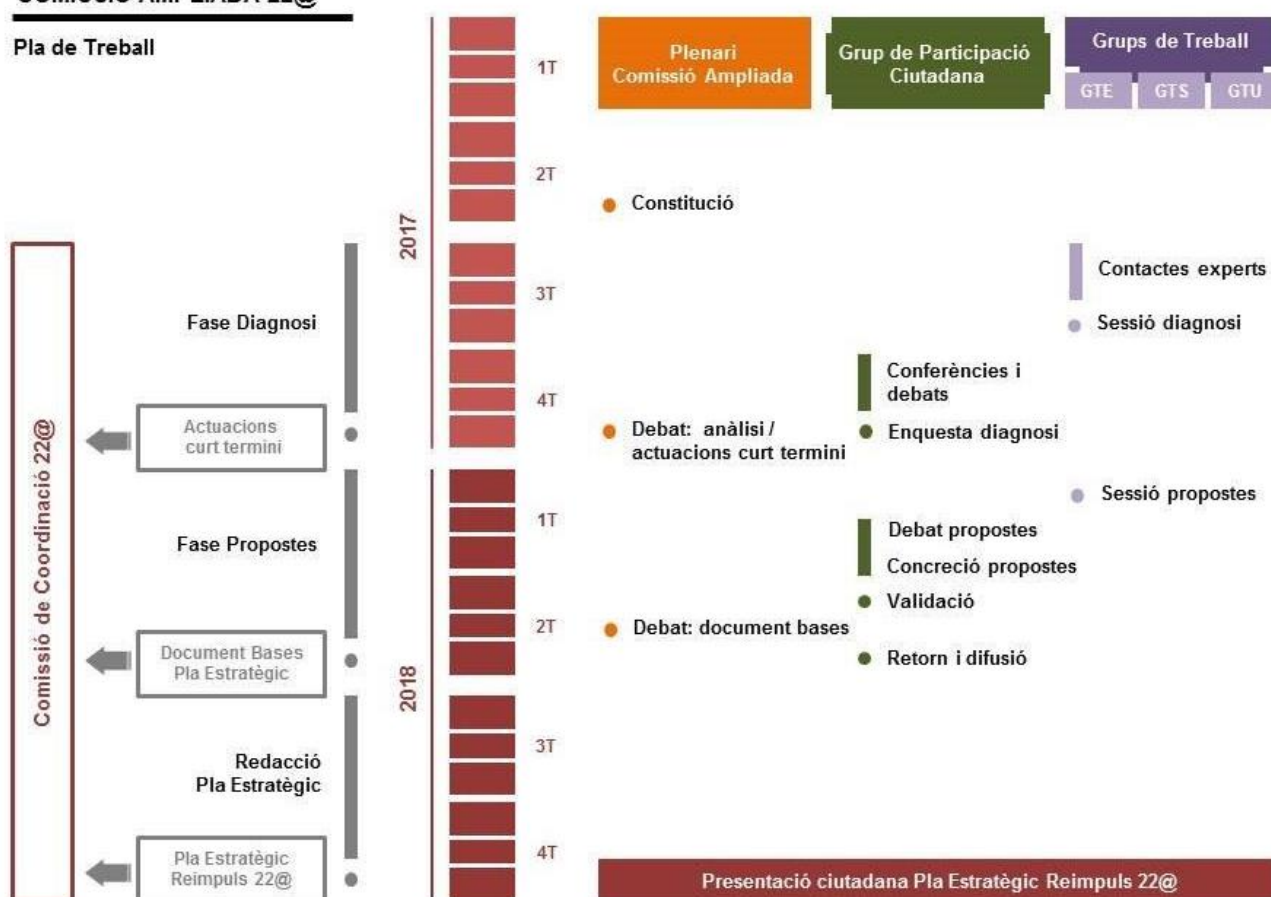 COMISSIÓ AMPLIADA 22@
Pla de Treball
Plenari
Comissió Ampliada
Grup de Participació
Ciutadana
Grups de Treball
GTE
GTS
GTU
2017
1T
2T
3T
4T
2018
1T
2T
3T
4T
Comissió de Coordinació 22@
Fase Diagnosi
Actuacions
curt termini
Fase Propostes
Document Bases
Pla Estratègic
Redacció
Pla Estratègic
Pla Estratègic
Reimpuls 22@
Constitució
Debat: anàlisi /
actuacions curt termini
Debat: document bases
Conferències i
debats
Enquesta diagnosi
Debat propostes
Concreció propostes
Validació
Retorn i difusió
Contactes experts
Sessió diagnosi
Sessió propostes
Presentació ciutadana Pla Estratègic Reimpuls 22@